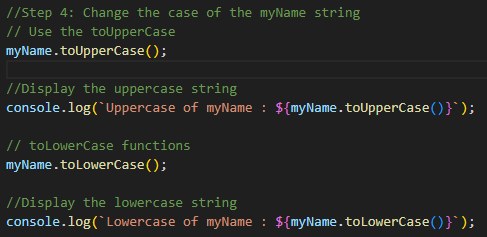 //Step 4: Change the case of the myName string
// Use the toUpperCase
myName.toUpperCase();
//Display the uppercase string
console.log(`Uppercase of myName : ${myName.toUpperCase()}`);
// toLowerCase functions
myName.toLowerCase();
//Display the lowercase string
console.log(`Lowercase of myName : ${myName.toLowerCase()}`);